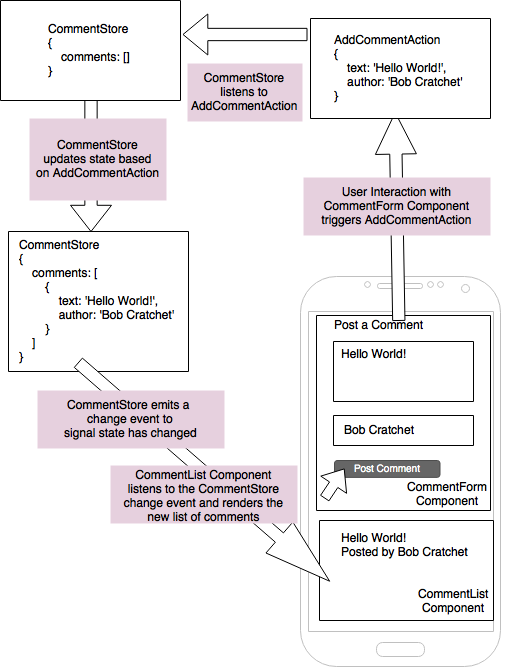 CommentStore
{
comments: []
}
AddCommentAction
{
text: 'Hello World!',
author: 'Bob Cratchet'
}
CommentStore
listens to
AddCommentAction
CommentStore
updates state based
on AddCommentAction
User Interaction with
CommentForm Component
triggers AddCommentAction
CommentStore
{
comments: [
{
text: 'Hello World!',
author: 'Bob Cratchet'
}
]
}
CommentStore emits a
change event to
signal state has changed
CommentList Component
listens to the CommentStore
change event and renders the
new list of comments
Post a Comment
Hello World!
Bob Cratchet
Post Comment
CommentForm
Component
Hello World!
Posted by Bob Cratchet
CommentList
Component